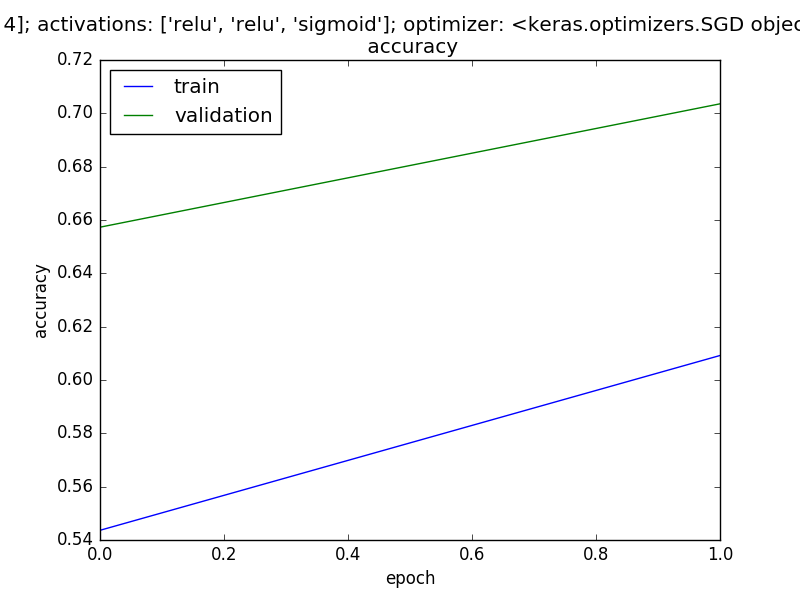 4]; activations: ['relu', 'relu', 'sigmoid']; optimizer: <keras.optimizers.SGD objec
accuracy
0.72
train
validation
0.70
0.68
0.66
0.64
accuracy
0.62
0.60
0.58
0.56
0.54
0.0 0.2 0.4 0.6 0.8 1.0
epoch